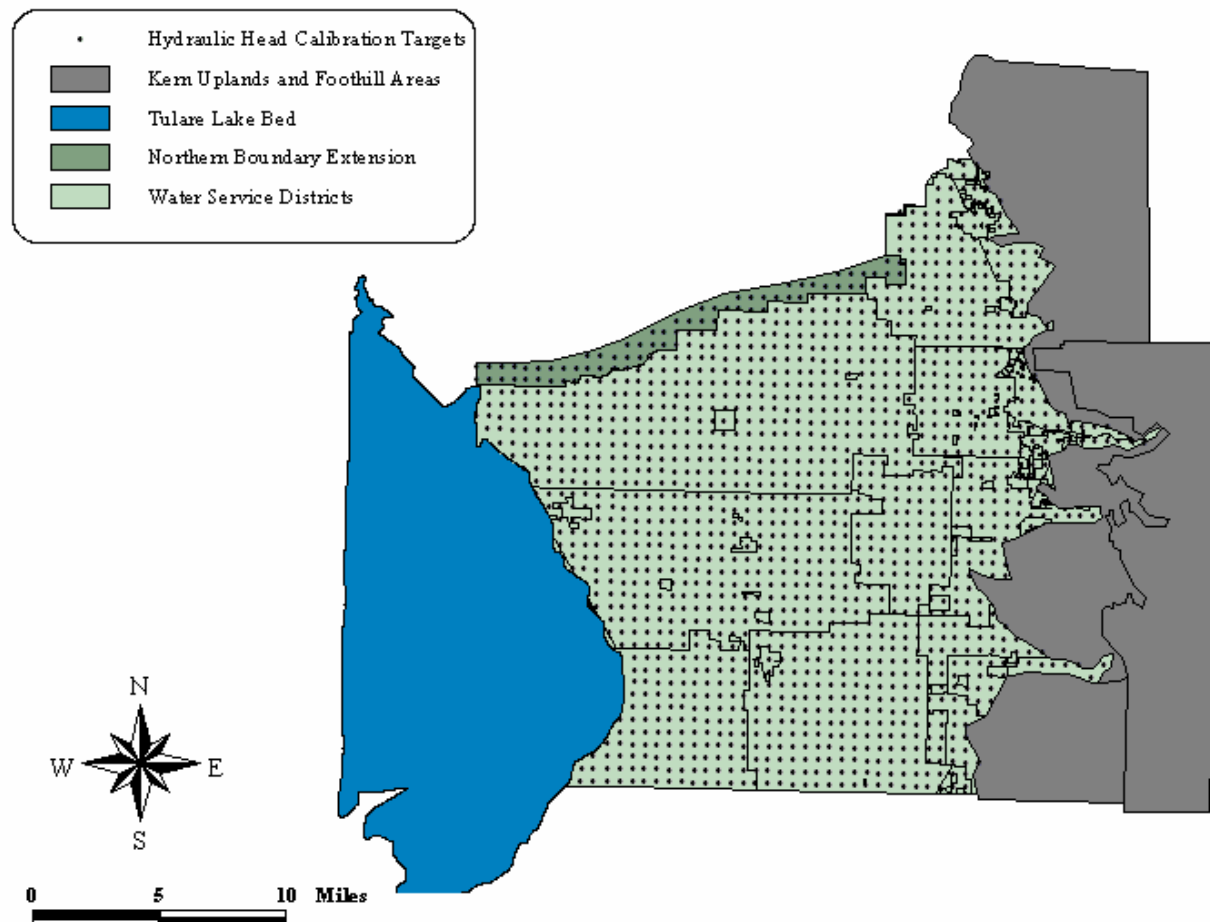 Hydraulic Head Calibration Targets
Kern Uplands and Foothill Areas
Tulare Lake Bed
Northern Boundary Extension
Water Service Districts
N
W E
S
0 5 10 Miles